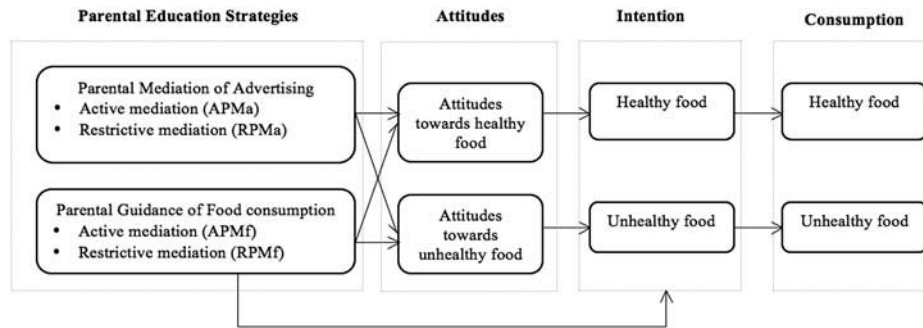 Parental Education Strategies
Attitudes
Intention
Consumption
Parental Mediation of Advertising
• Active mediation (APMa)
• Restrictive mediation (RPMa)
Attitudes
towards healthy
food
Healthy food
Healthy food
Parental Guidance of Food consumption
• Active mediation (APMf)
• Restrictive mediation (RPMf)
Attitudes
towards
unhealthy food
Unhealthy food
Unhealthy food